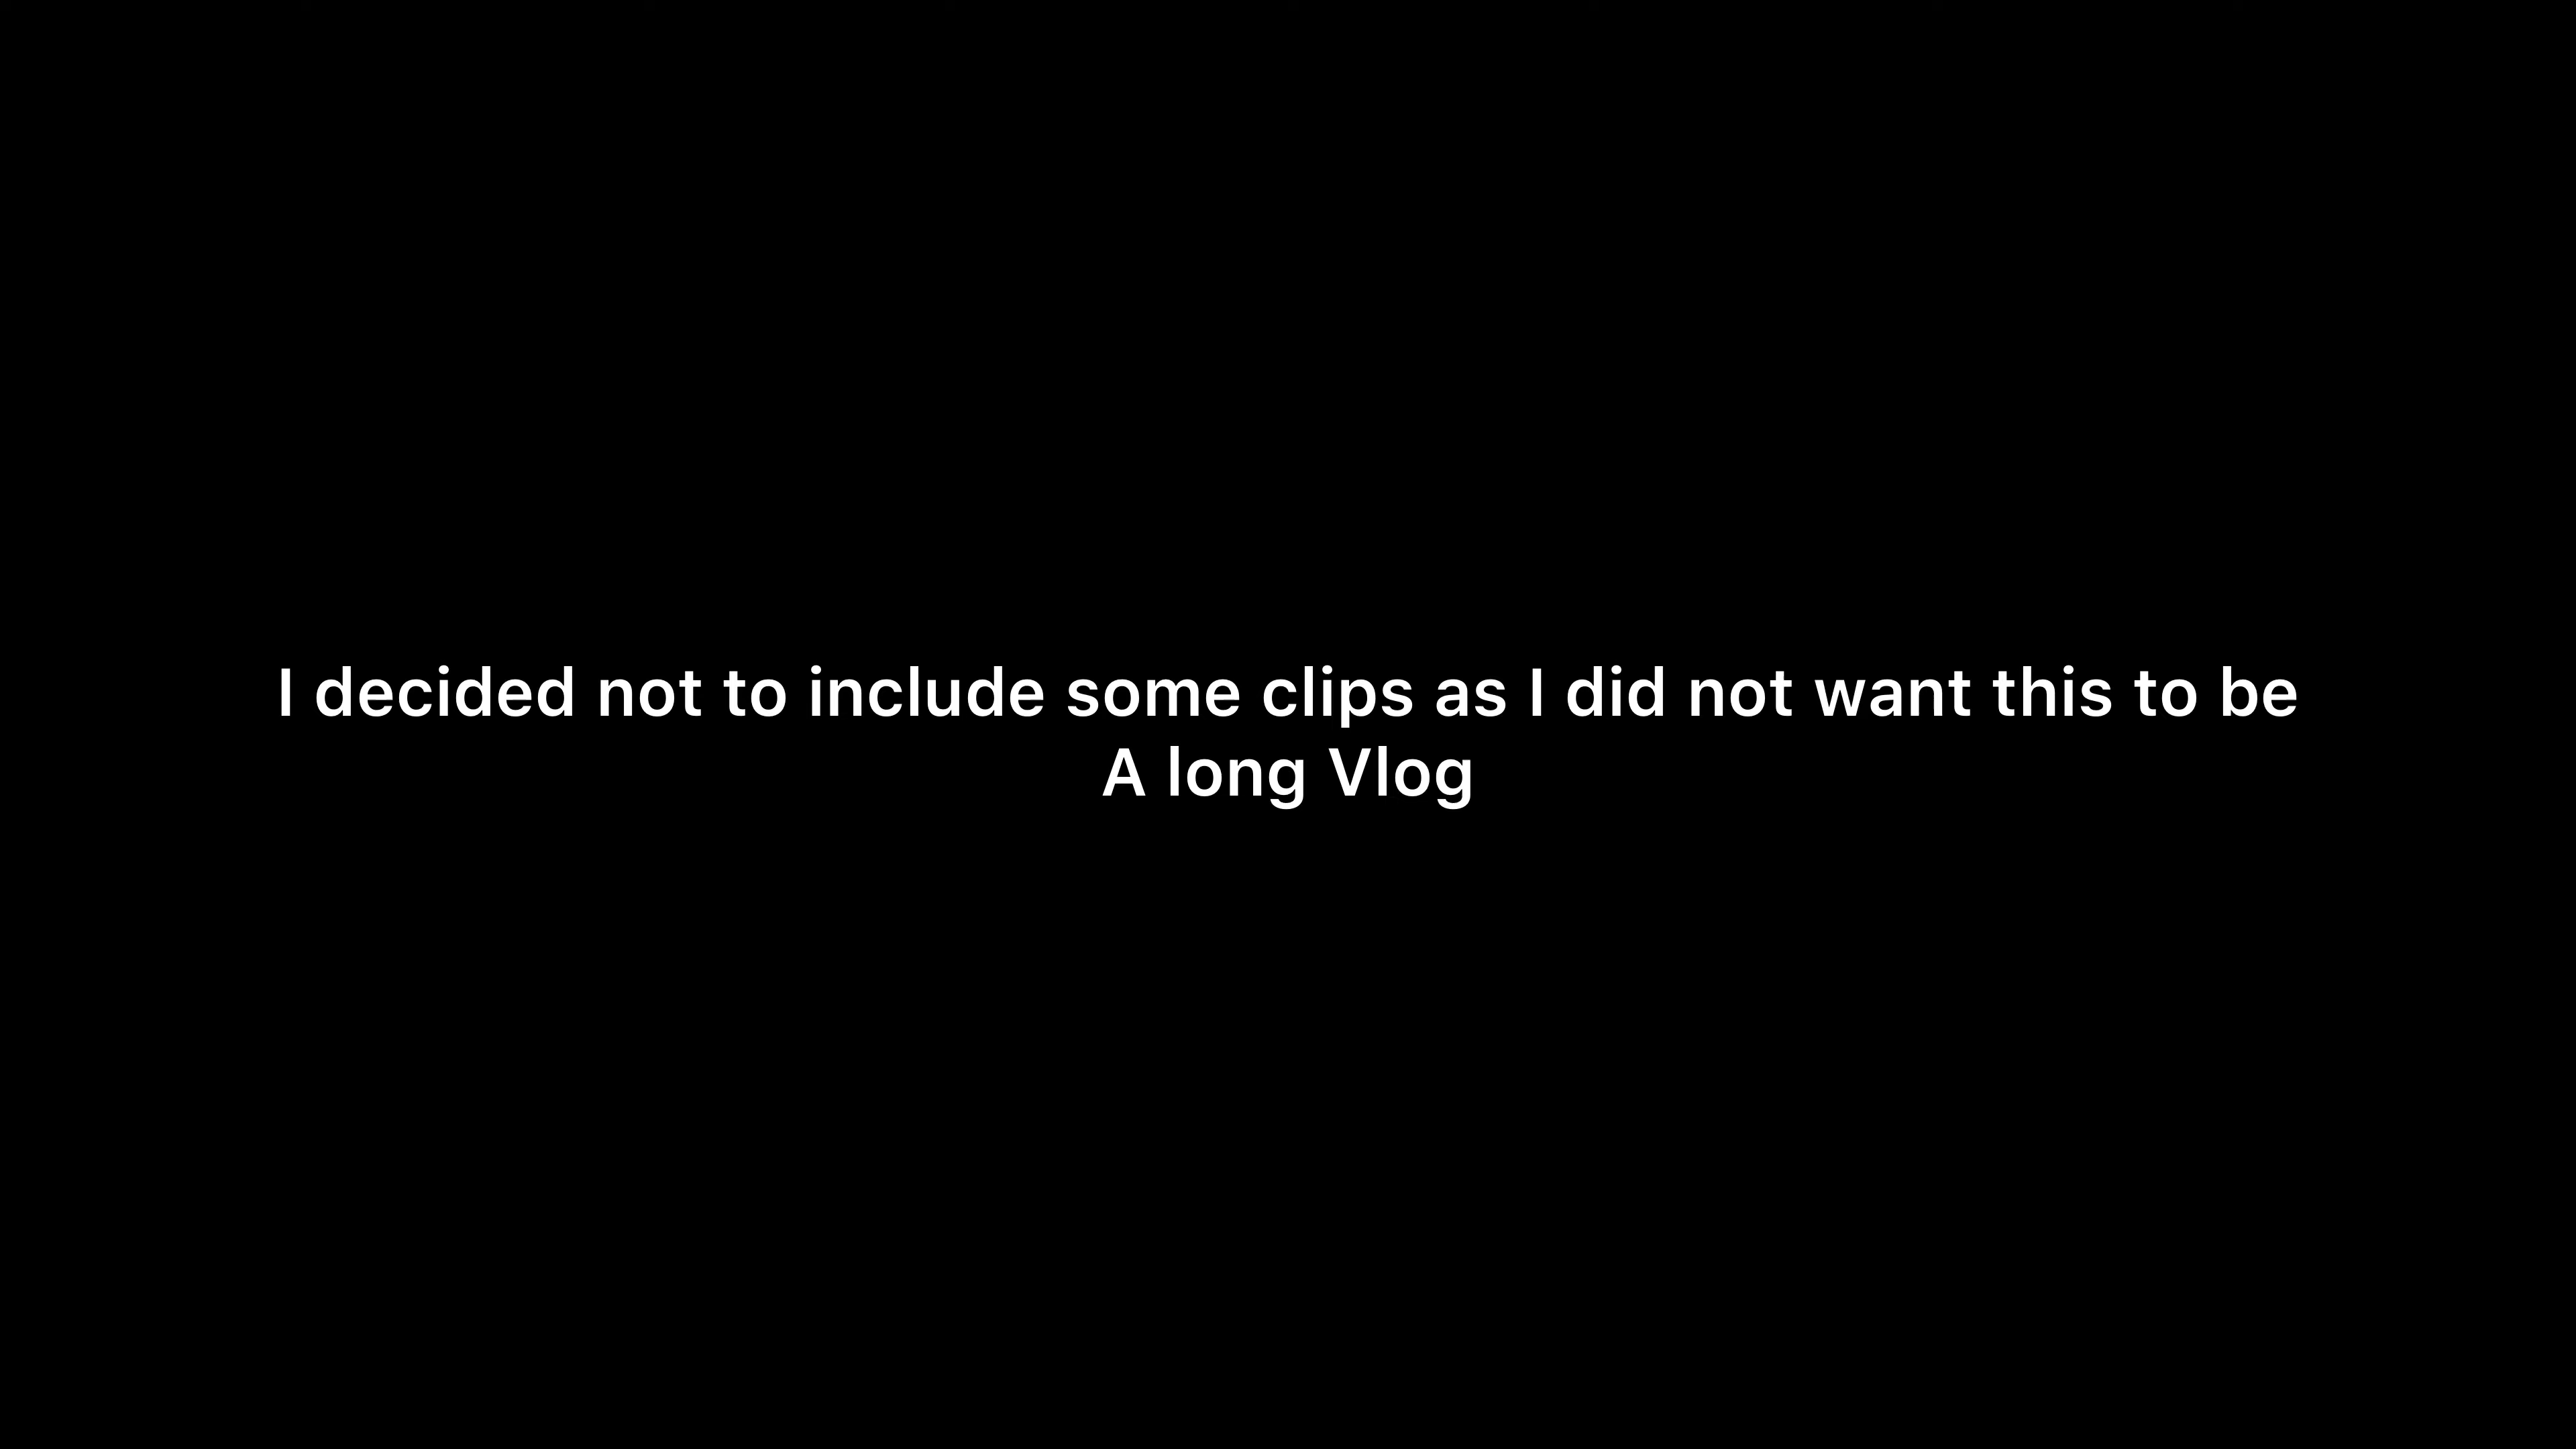 I decided not to include some clips as I did not want this to be
A long Vlog